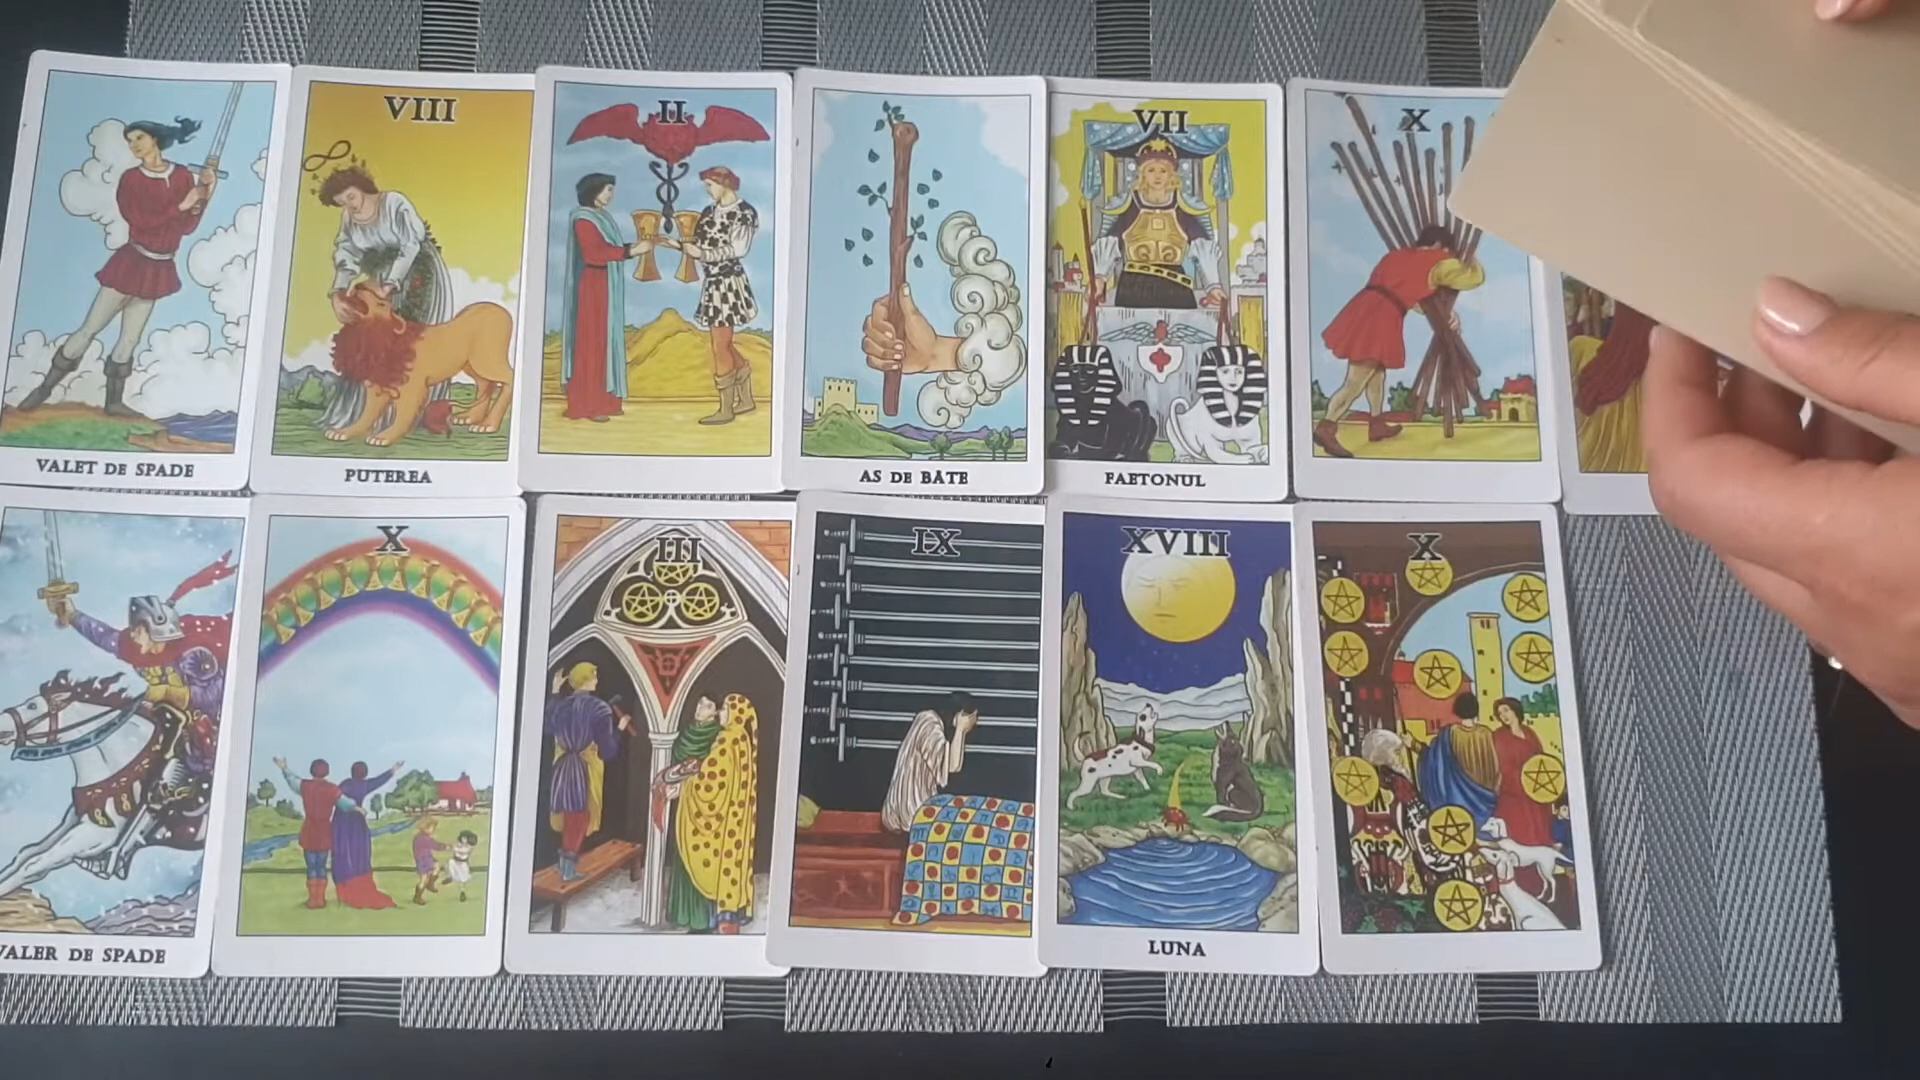 VIII
II
VII
X
VALET DE SPADE
PUTEREA
AS DE BÂTE
FAETONUL
X
III
IX
XVIII
X
VALER DE SPADE
LUNA